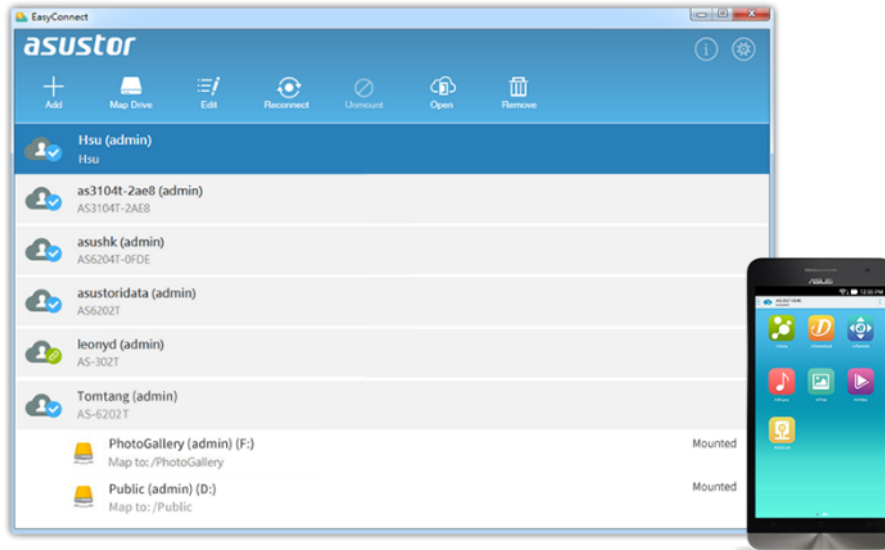 EasyConnect
asustor
Add
Map Drive
Edit
Reconnect
Unmount
Open
Remove
Hsu (admin)
Hsu
as3104t-2ae8 (admin)
AS3104T-2AE8
asushk (admin)
AS6204T-0FDE
asustoridata (admin)
AS6202T
leonyd (admin)
AS-302T
Tomtang (admin)
AS-6202T
PhotoGallery (admin) (F:)
Mounted
Map to: /PhotoGallery
Public (admin) (D:)
Mounted
Map to: /Public
ASUS